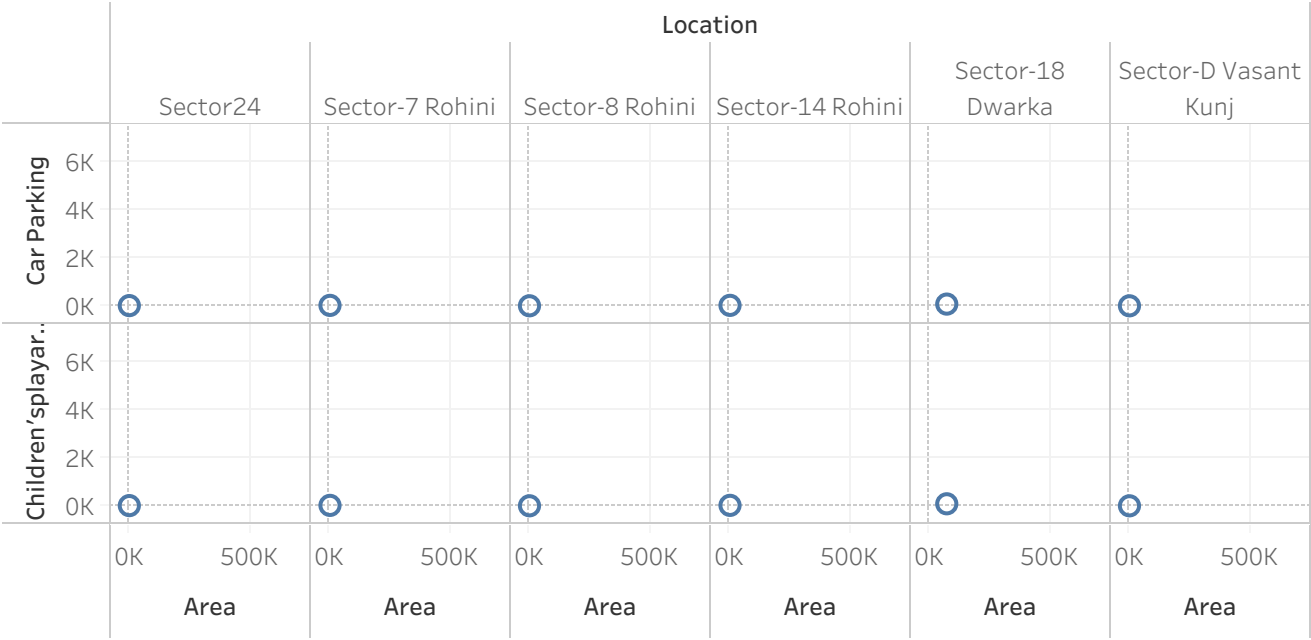 Location
Sector24
Sector-7 Rohini
Sector-8 Rohini
Sector-14 Rohini
Sector-18
Dwarka
Sector-D Vasant
Kunj
Car Parking
6K
4K
2K
0K
Children'splayar..
6K
4K
2K
0K
0K 500K 0K 500K 0K 500K 0K 500K 0K 500K 0K 500K
Area Area Area Area Area Area